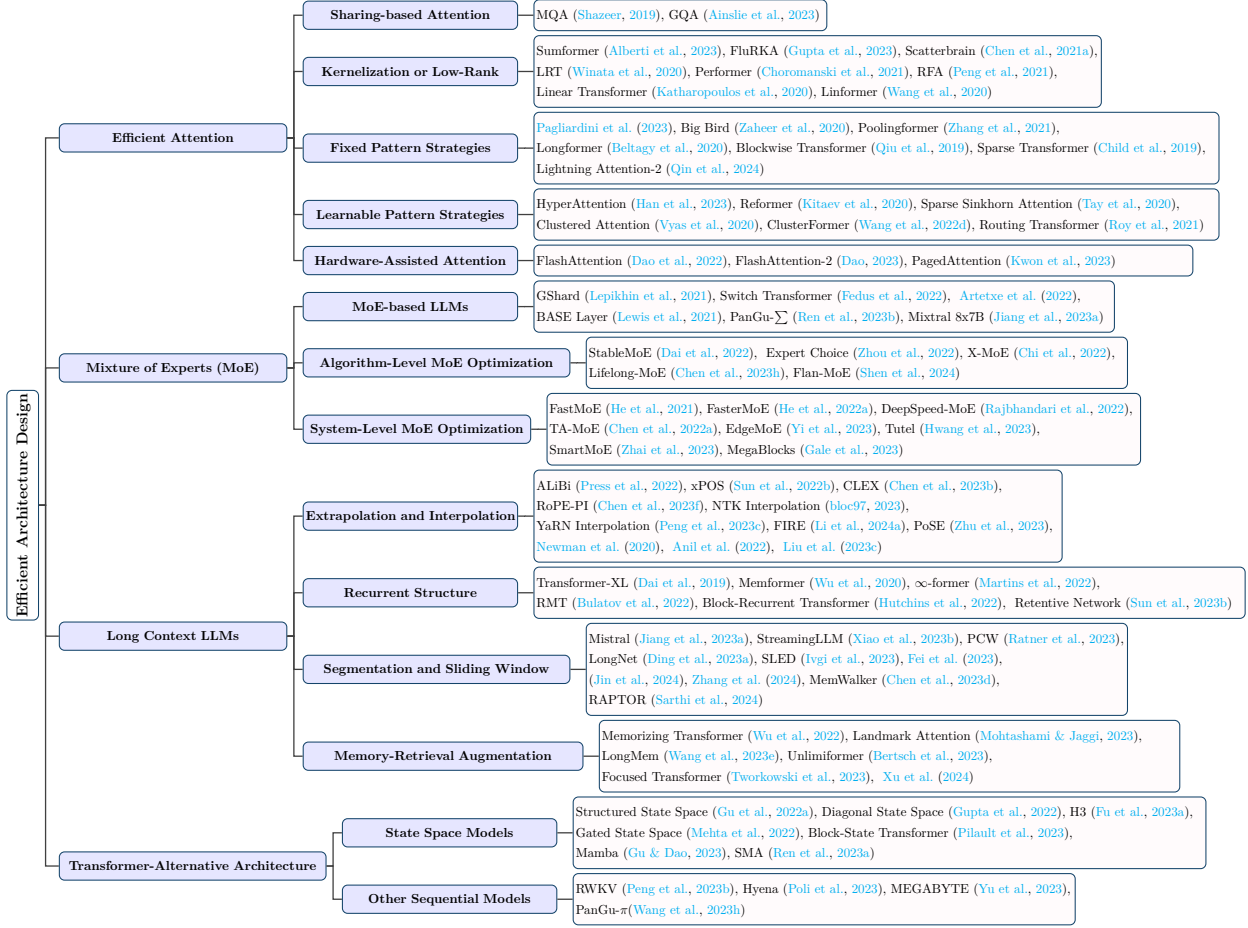 Efficient Architecture Design
Efficient Attention
Sharing-based Attention
MQA (Shazeer, 2019), GQA (Ainslie et al., 2023)
Kernelization or Low-Rank
Sumformer (Alberti et al., 2023), FluRKA (Gupta et al., 2023), Scatterbrain (Chen et al., 2021a),
LRT (Winata et al., 2020), Performer (Choromanski et al., 2021), RFA (Peng et al., 2021),
Linear Transformer (Katharopoulos et al., 2020), Linformer (Wang et al., 2020)
Fixed Pattern Strategies
Pagliardini et al. (2023), Big Bird (Zaheer et al., 2020), Poolingformer (Zhang et al., 2021),
Longformer (Beltagy et al., 2020), Blockwise Transformer (Qiu et al., 2019), Sparse Transformer (Child et al., 2019),
Lightning Attention-2 (Qin et al., 2024)
Learnable Pattern Strategies
HyperAttention (Han et al., 2023), Reformer (Kitaev et al., 2020), Sparse Sinkhorn Attention (Tay et al., 2020),
Clustered Attention (Vyas et al., 2020), ClusterFormer (Wang et al., 2022d), Routing Transformer (Roy et al., 2021)
Hardware-Assisted Attention
FlashAttention (Dao et al., 2022), FlashAttention-2 (Dao, 2023), PagedAttention (Kwon et al., 2023)
Mixture of Experts (MoE)
MoE-based LLMs
GShard (Lepikhin et al., 2021), Switch Transformer (Fedus et al., 2022), Artetxe et al. (2022),
BASE Layer (Lewis et al., 2021), PanGu-∑ (Ren et al., 2023b), Mixtral 8x7B (Jiang et al., 2023a)
Algorithm-Level MoE Optimization
StableMoE (Dai et al., 2022), Expert Choice (Zhou et al., 2022), X-MoE (Chi et al., 2022),
Lifelong-MoE (Chen et al., 2023h), Flan-MoE (Shen et al., 2024)
System-Level MoE Optimization
FastMoE (He et al., 2021), FasterMoE (He et al., 2022a), DeepSpeed-MoE (Rajbhandari et al., 2022),
TA-MoE (Chen et al., 2022a), EdgeMoE (Yi et al., 2023), Tutel (Hwang et al., 2023),
SmartMoE (Zhai et al., 2023), MegaBlocks (Gale et al., 2023)
Long Context LLMs
Extrapolation and Interpolation
ALiBi (Press et al., 2022), xPOS (Sun et al., 2022b), CLEX (Chen et al., 2023b),
RoPE-PI (Chen et al., 2023f), NTK Interpolation (bloc97, 2023),
YaRN Interpolation (Peng et al., 2023c), FIRE (Li et al., 2024a), PoSE (Zhu et al., 2023),
Newman et al. (2020), Anil et al. (2022), Liu et al. (2023c)
Recurrent Structure
Transformer-XL (Dai et al., 2019), Memformer (Wu et al., 2020), ∞-former (Martins et al., 2022),
RMT (Bulatov et al., 2022), Block-Recurrent Transformer (Hutchins et al., 2022), Retentive Network (Sun et al., 2023b)
Segmentation and Sliding Window
Mistral (Jiang et al., 2023a), StreamingLLM (Xiao et al., 2023b), PCW (Ratner et al., 2023),
LongNet (Ding et al., 2023a), SLED (Ivgi et al., 2023), Fei et al. (2023),
(Jin et al., 2024), Zhang et al. (2024), MemWalker (Chen et al., 2023d),
RAPTOR (Sarthi et al., 2024)
Memory-Retrieval Augmentation
Memorizing Transformer (Wu et al., 2022), Landmark Attention (Mohtashami & Jaggi, 2023),
LongMem (Wang et al., 2023e), Unlimiformer (Bertsch et al., 2023),
Focused Transformer (Tworkowski et al., 2023), Xu et al. (2024)
Transformer-Alternative Architecture
State Space Models
Structured State Space (Gu et al., 2022a), Diagonal State Space (Gupta et al., 2022), H3 (Fu et al., 2023a),
Gated State Space (Mehta et al., 2022), Block-State Transformer (Pilault et al., 2023),
Mamba (Gu & Dao, 2023), SMA (Ren et al., 2023a)
Other Sequential Models
RWKV (Peng et al., 2023b), Hyena (Poli et al., 2023), MEGABYTE (Yu et al., 2023),
PanGu-π(Wang et al., 2023h)